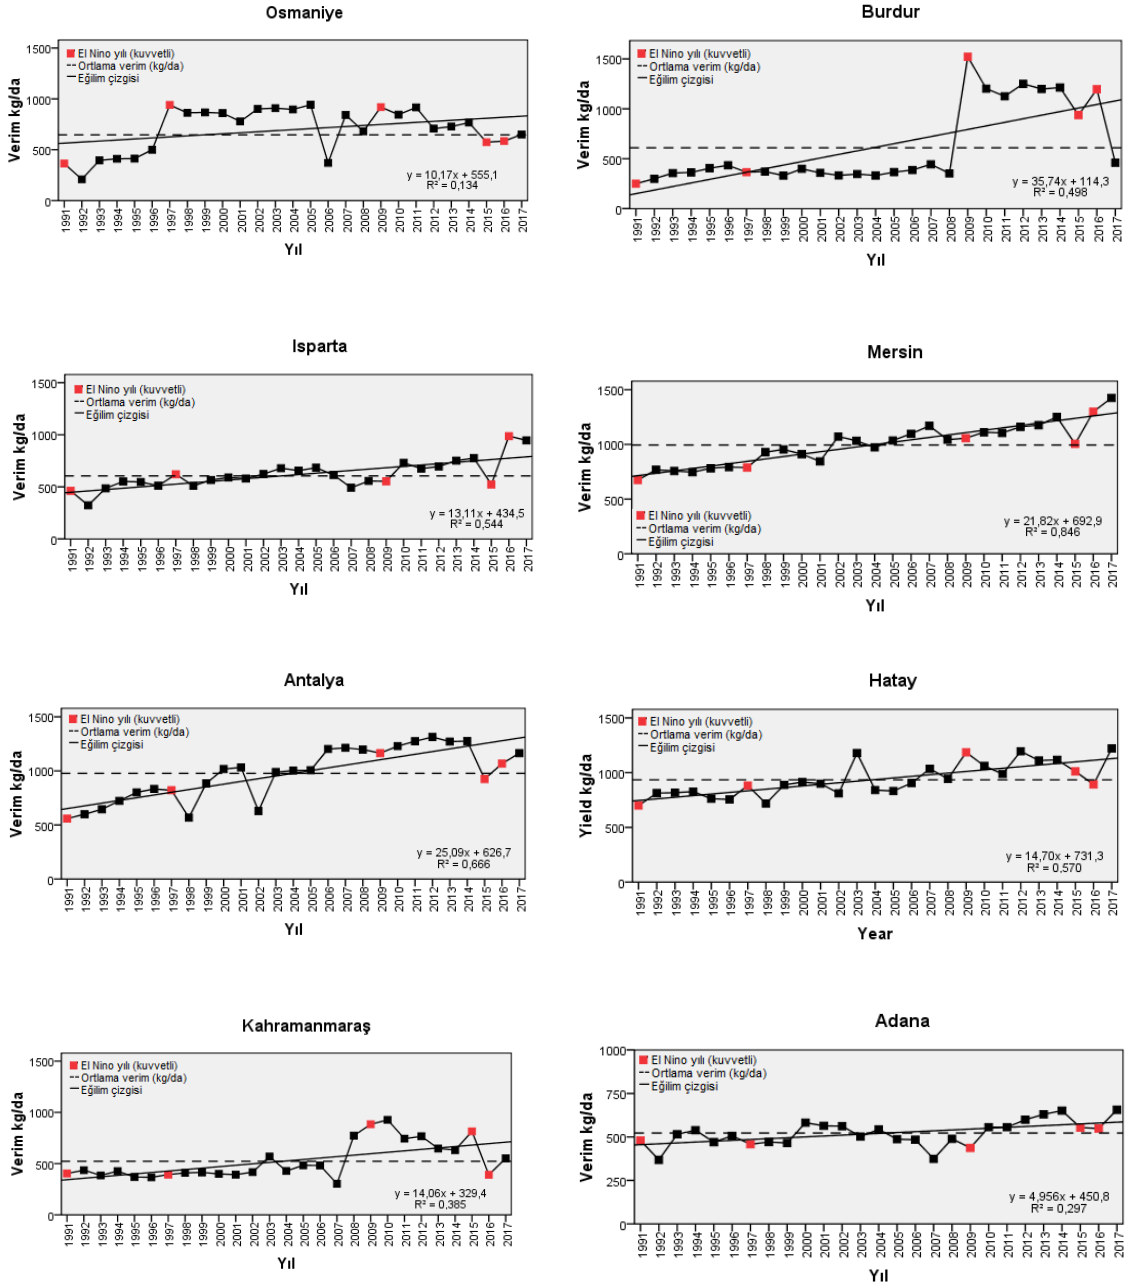 Osmaniye
El Nino yılı (kuvvetli)
Ortlama verim (kg/da)
Eğilim çizgisi
Verim kg/da
1500
1000
500
0
y = 10,17x + 555,1
R² = 0,134
1991 1992 1993 1994 1995 1996 1997 1998 1999 2000 2001 2002 2003 2004 2005 2006 2007 2008 2009 2010 2011 2012 2013 2014 2015 2016 2017
Yıl
Burdur
El Nino yılı (kuvvetli)
Ortlama verim (kg/da)
Eğilim çizgisi
Verim kg/da
1500
1000
500
0
y = 35,74x + 114,3
R² = 0,498
1991 1992 1993 1994 1995 1996 1997 1998 1999 2000 2001 2002 2003 2004 2005 2006 2007 2008 2009 2010 2011 2012 2013 2014 2015 2016 2017
Yıl
Isparta
El Nino yılı (kuvvetli)
Ortlama verim (kg/da)
Eğilim çizgisi
Verim kg/da
1500
1000
500
0
y = 13,11x + 434,5
R² = 0,544
1991 1992 1993 1994 1995 1996 1997 1998 1999 2000 2001 2002 2003 2004 2005 2006 2007 2008 2009 2010 2011 2012 2013 2014 2015 2016 2017
Yıl
Mersin
Verim kg/da
1500
1000
500
0
El Nino yılı (kuvvetli)
Ortlama verim (kg/da)
Eğilim çizgisi
y = 21,82x + 692,9
R² = 0,846
1991 1992 1993 1994 1995 1996 1997 1998 1999 2000 2001 2002 2003 2004 2005 2006 2007 2008 2009 2010 2011 2012 2013 2014 2015 2016 2017
Yıl
Antalya
El Nino yılı (kuvvetli)
Ortlama verim (kg/da)
Eğilim çizgisi
Verim kg/da
1500
1000
500
0
y = 25,09x + 626,7
R² = 0,666
1991 1992 1993 1994 1995 1996 1997 1998 1999 2000 2001 2002 2003 2004 2005 2006 2007 2008 2009 2010 2011 2012 2013 2014 2015 2016 2017
Yıl
Hatay
El Nino yılı (kuvvetli)
Ortlama verim (kg/da)
Eğilim çizgisi
Yield kg/da
1500
1000
500
0
y = 14,70x + 731,3
R² = 0,570
1991 1992 1993 1994 1995 1996 1997 1998 1999 2000 2001 2002 2003 2004 2005 2006 2007 2008 2009 2010 2011 2012 2013 2014 2015 2016 2017
Year
Kahramanmaraş
El Nino yılı (kuvvetli)
Ortlama verim (kg/da)
Eğilim çizgisi
Verim kg/da
1500
1000
500
0
y = 14,06x + 329,4
R² = 0,385
1991 1992 1993 1994 1995 1996 1997 1998 1999 2000 2001 2002 2003 2004 2005 2006 2007 2008 2009 2010 2011 2012 2013 2014 2015 2016 2017
Yıl
Adana
El Nino yılı (kuvvetli)
Ortlama verim (kg/da)
Eğilim çizgisi
Verim kg/da
1000
750
500
250
0
y = 4,956x + 450,8
R² = 0,297
1991 1992 1993 1994 1995 1996 1997 1998 1999 2000 2001 2002 2003 2004 2005 2006 2007 2008 2009 2010 2011 2012 2013 2014 2015 2016 2017
Yıl